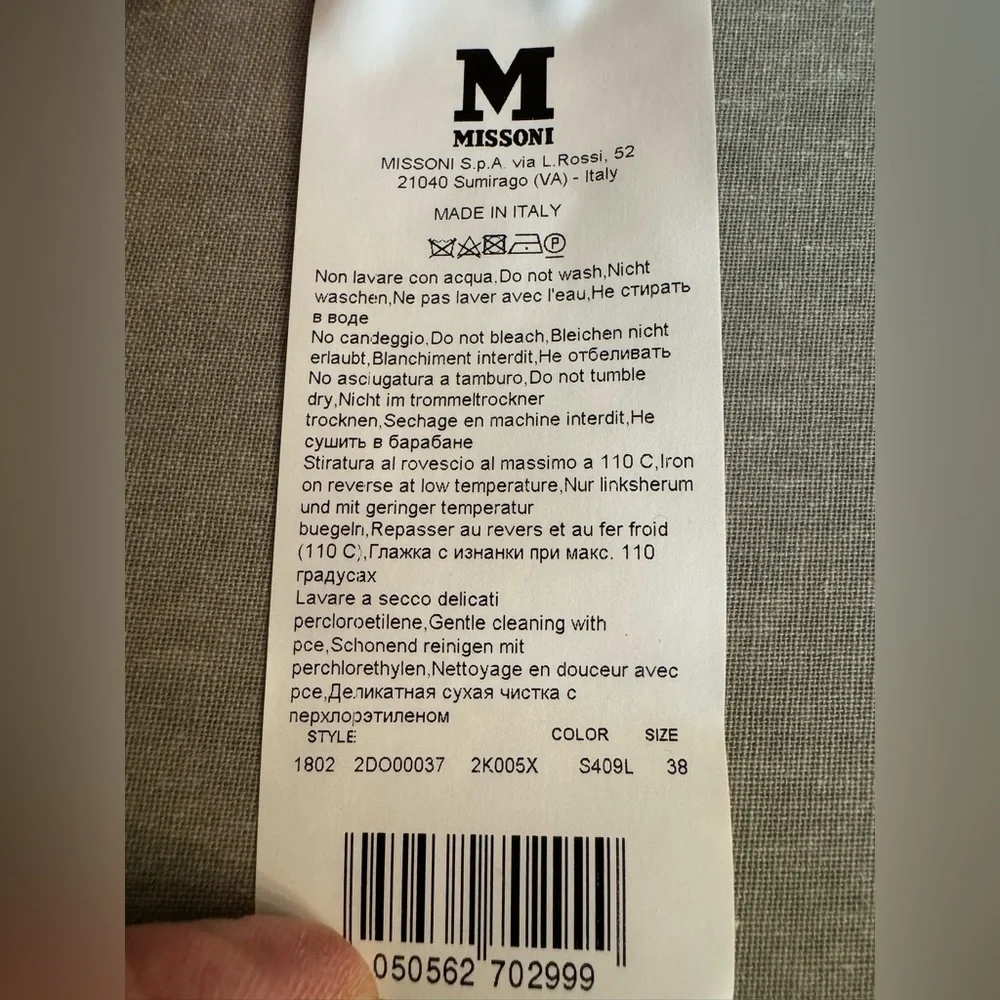 M
MISSONI
MISSONI S.p.A. via L.Rossi, 52
21040 Sumirago (VA) - Italy
MADE IN ITALY
P
Non lavare con acqua,Do not wash,Nicht
waschen,Ne pas laver avec l'eau,Не стирать
в воде
No candeggio,Do not bleach,Bleichen nicht
erlaubt,Blanchiment interdit,Не отбеливать
No asciugatura a tamburo,Do not tumble
dry,Nicht im trommeltrockner
trocknen,Sechage en machine interdit,Не
сушить в барабане
Stiratura al rovescio al massimo a 110 C,Iron
on reverse at low temperature,Nur linksherum
und mit geringer temperatur
buegeln,Repasser au revers et au fer froid
(110 C),Глажка с изнанки при макс. 110
градусах
Lavare a secco delicati
percloroetilene,Gentle cleaning with
pce,Schonend reinigen mit
perchlorethylen,Nettoyage en douceur avec
pce,Деликатная сухая чистка с
перхлорэтиленом
STYLE: COLOR SIZE
1802 2DO00037 2K005X S409L 38
050562 702999